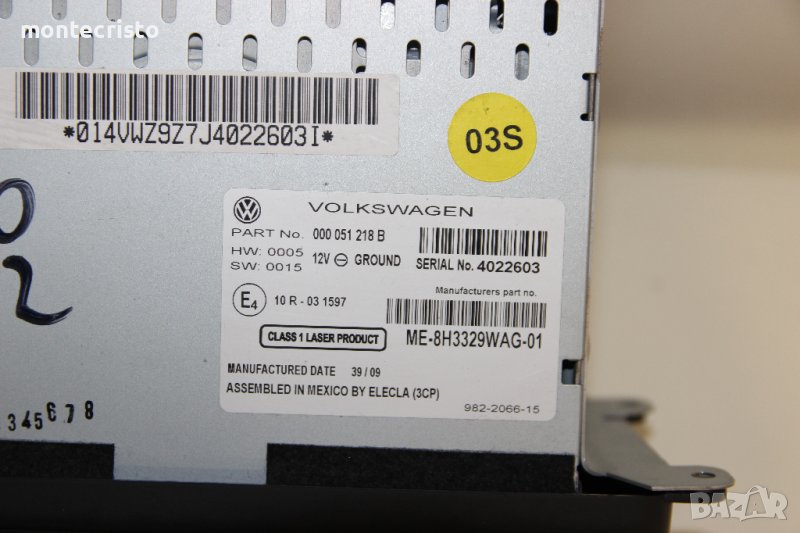 montecristo
*014VWZ9Z7J4022603I*
03S
VOLKSWAGEN
PART No. 000 051 218 B
HW: 0005
SW: 0015
12V ⊖ GROUND
SERIAL No. 4022603
Manufacturers part no.
E4
10 R - 03 1597
CLASS 1 LASER PRODUCT
ME-8H3329WAG-01
MANUFACTURED DATE 39 / 09
ASSEMBLED IN MEXICO BY ELECLA (3CP)
982-2066-15
2
345678
BAZAR